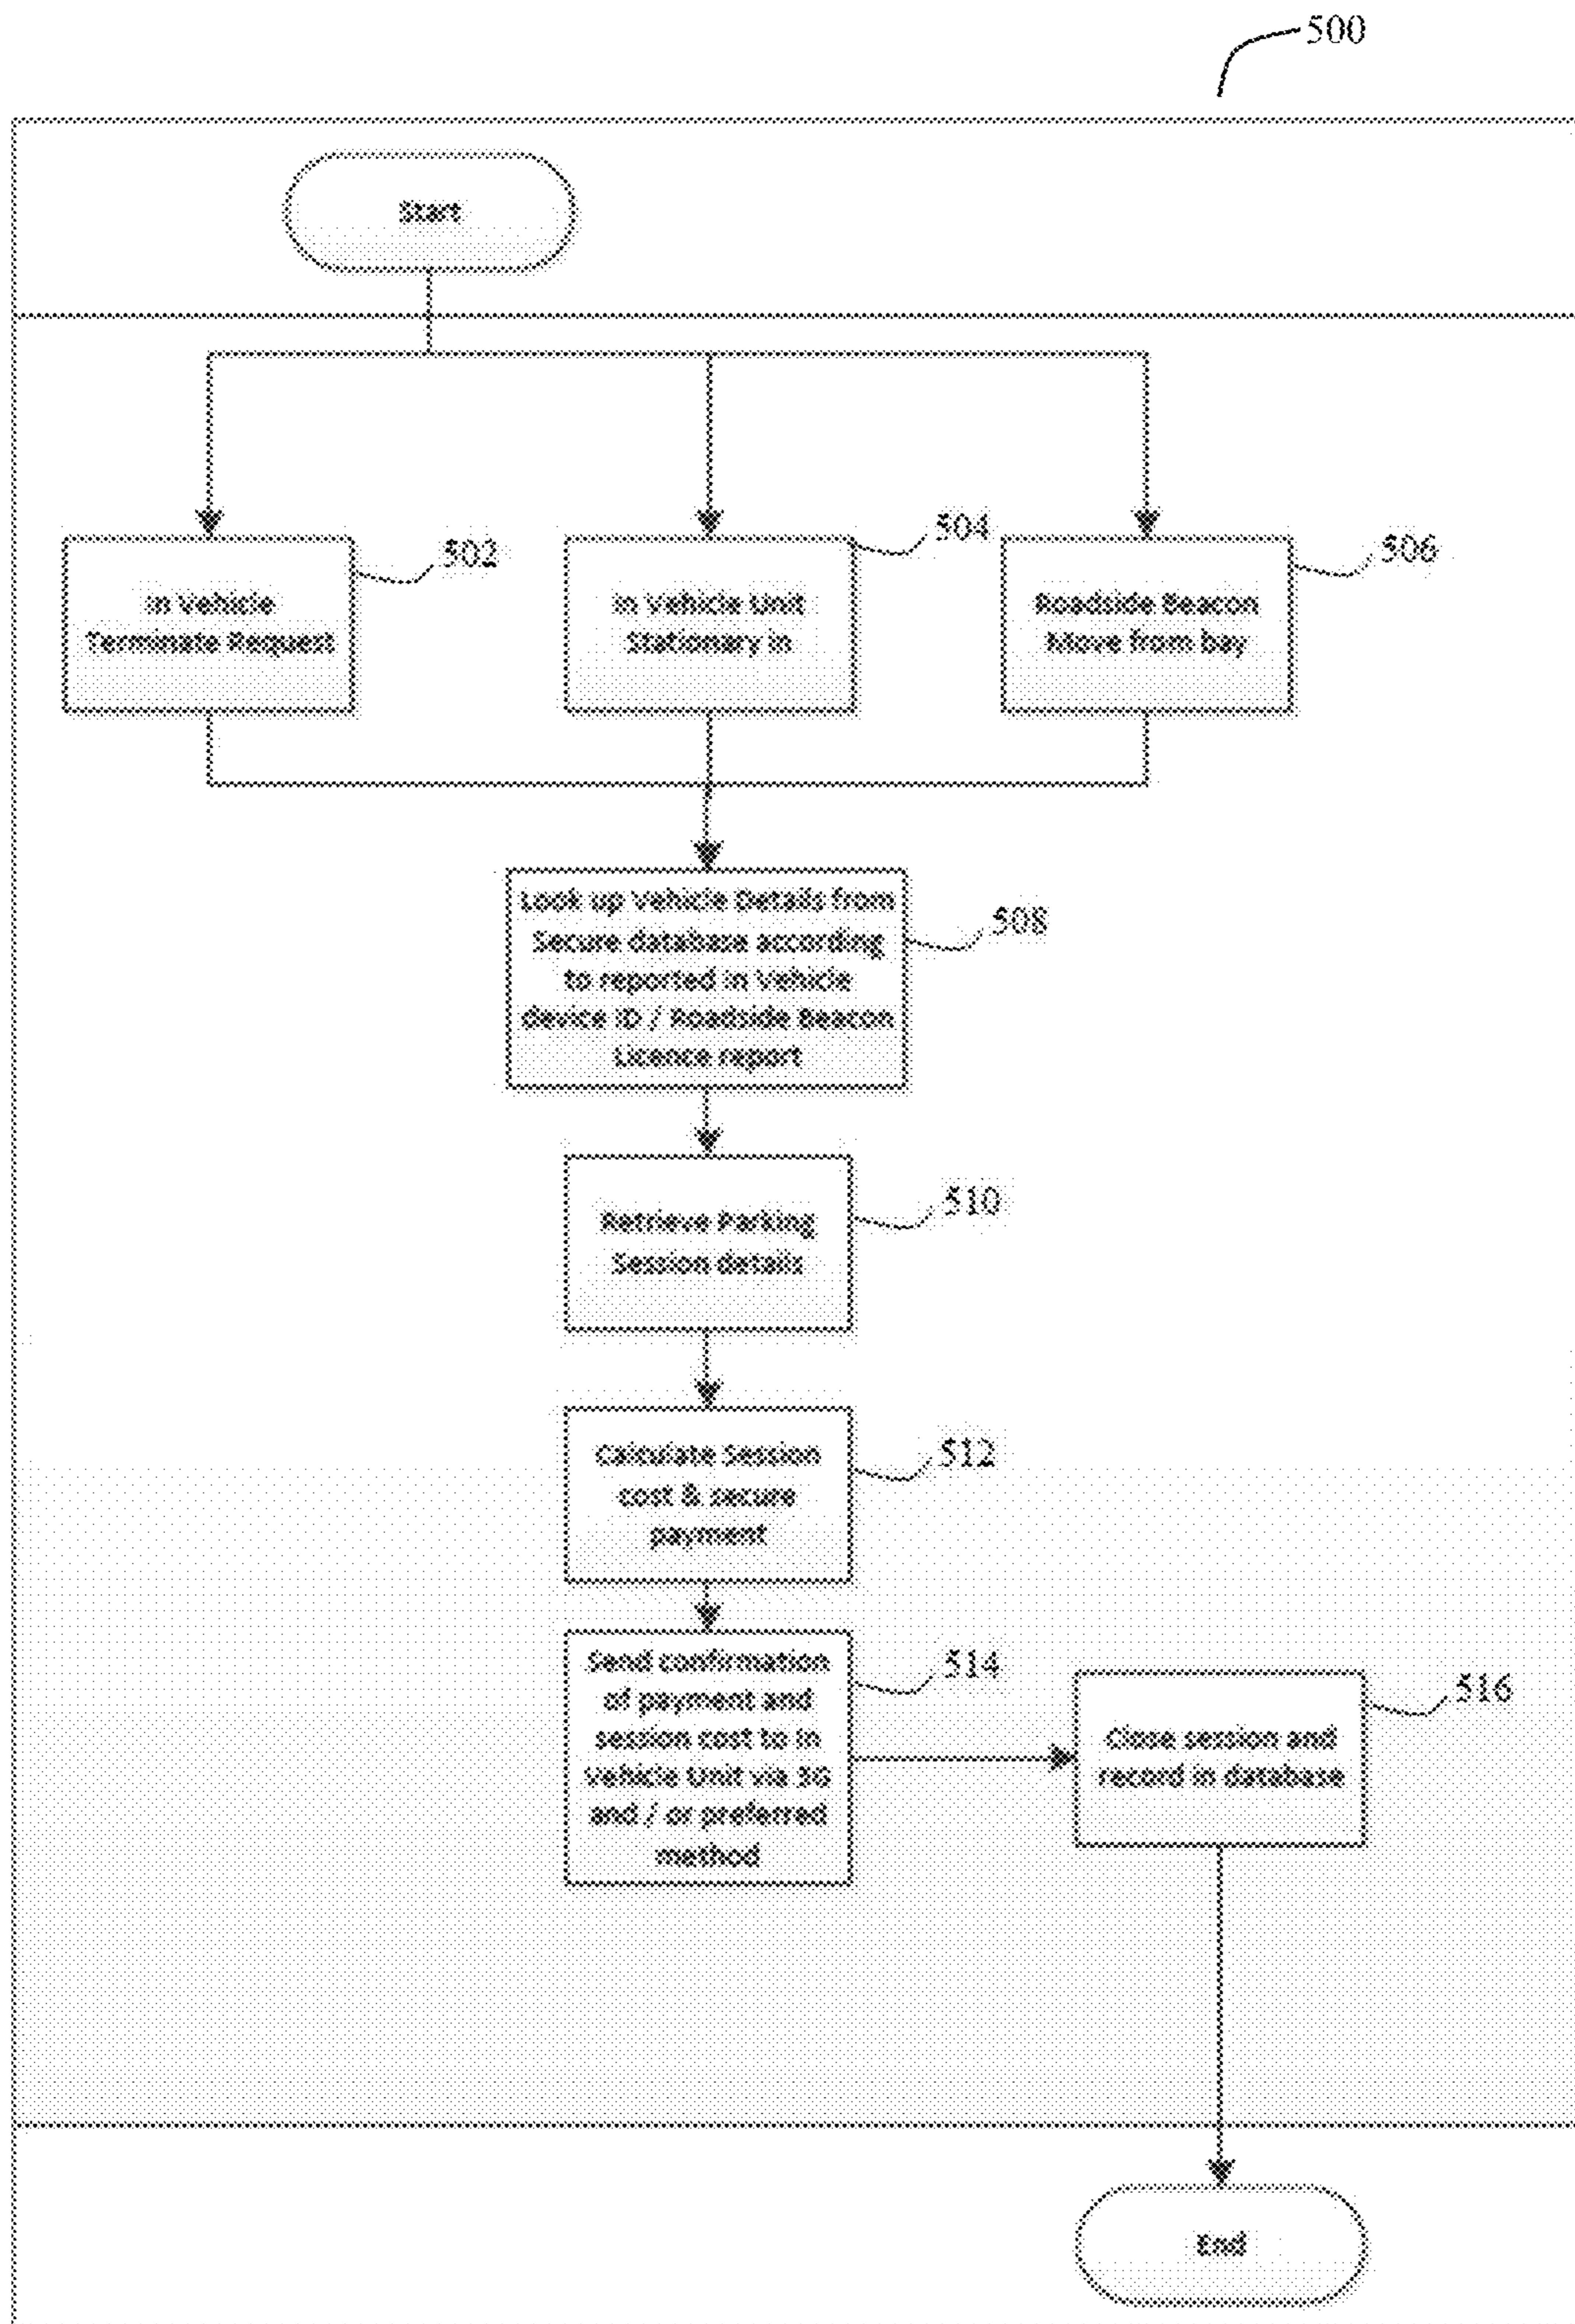 500
Start
In Vehicle
Terminate Request
502
In Vehicle Unit
Stationary in
504
Roadside Beacon
Move from bay
506
Look up Vehicle Details from
Secure database according
to reported in Vehicle
device ID / Roadside Beacon
Licence report
508
Retrieve Parking
Session details
510
Calculate Session
cost & secure
payment
512
Send confirmation
of payment and
session cost to In
Vehicle Unit via 3G
and / or preferred
method
514
Close session and
record in database
516
End